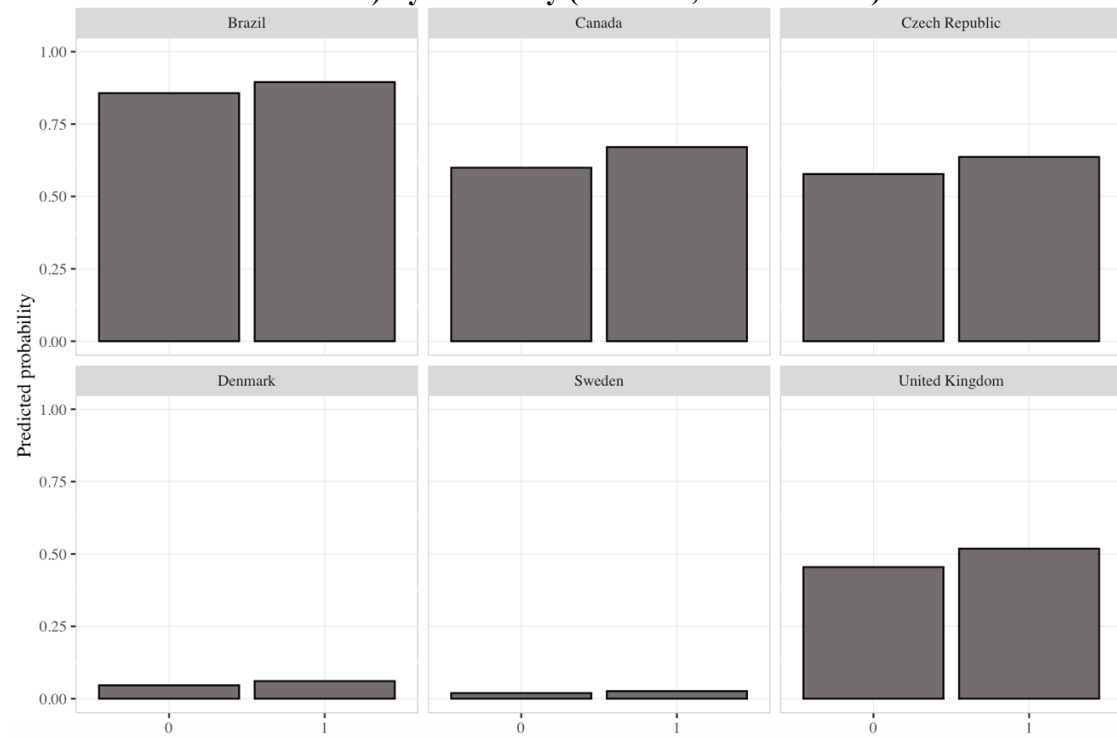 Brazil
Canada
Czech Republic
1.00
0.75
0.50
0.25
0.00
Predicted probability
Denmark
Sweden
United Kingdom
1.00
0.75
0.50
0.25
0.00
0
1
0
1
0
1